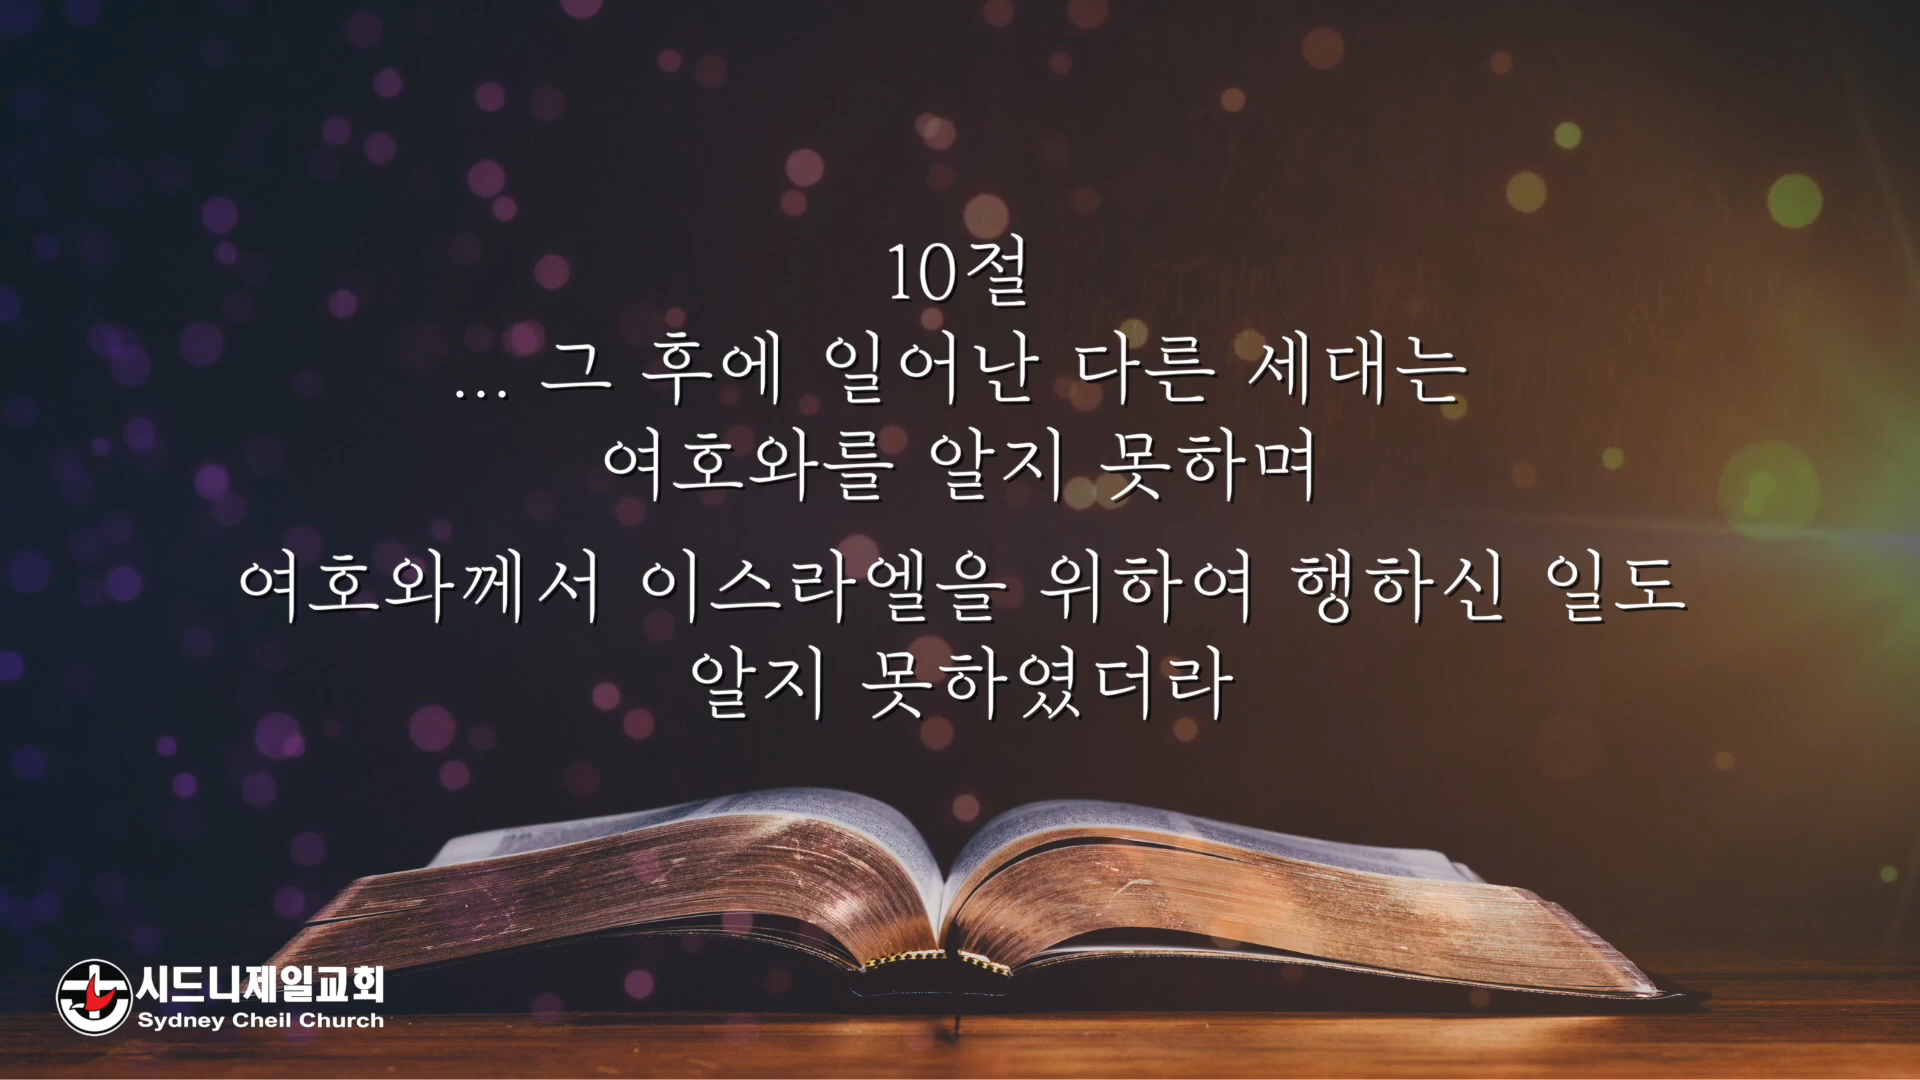 10절
... 그 후에 일어난 다른 세대는
여호와를 알지 못하며
여호와께서 이스라엘을 위하여 행하신 일도
알지 못하였더라
시드니제일교회
Sydney Cheil Church